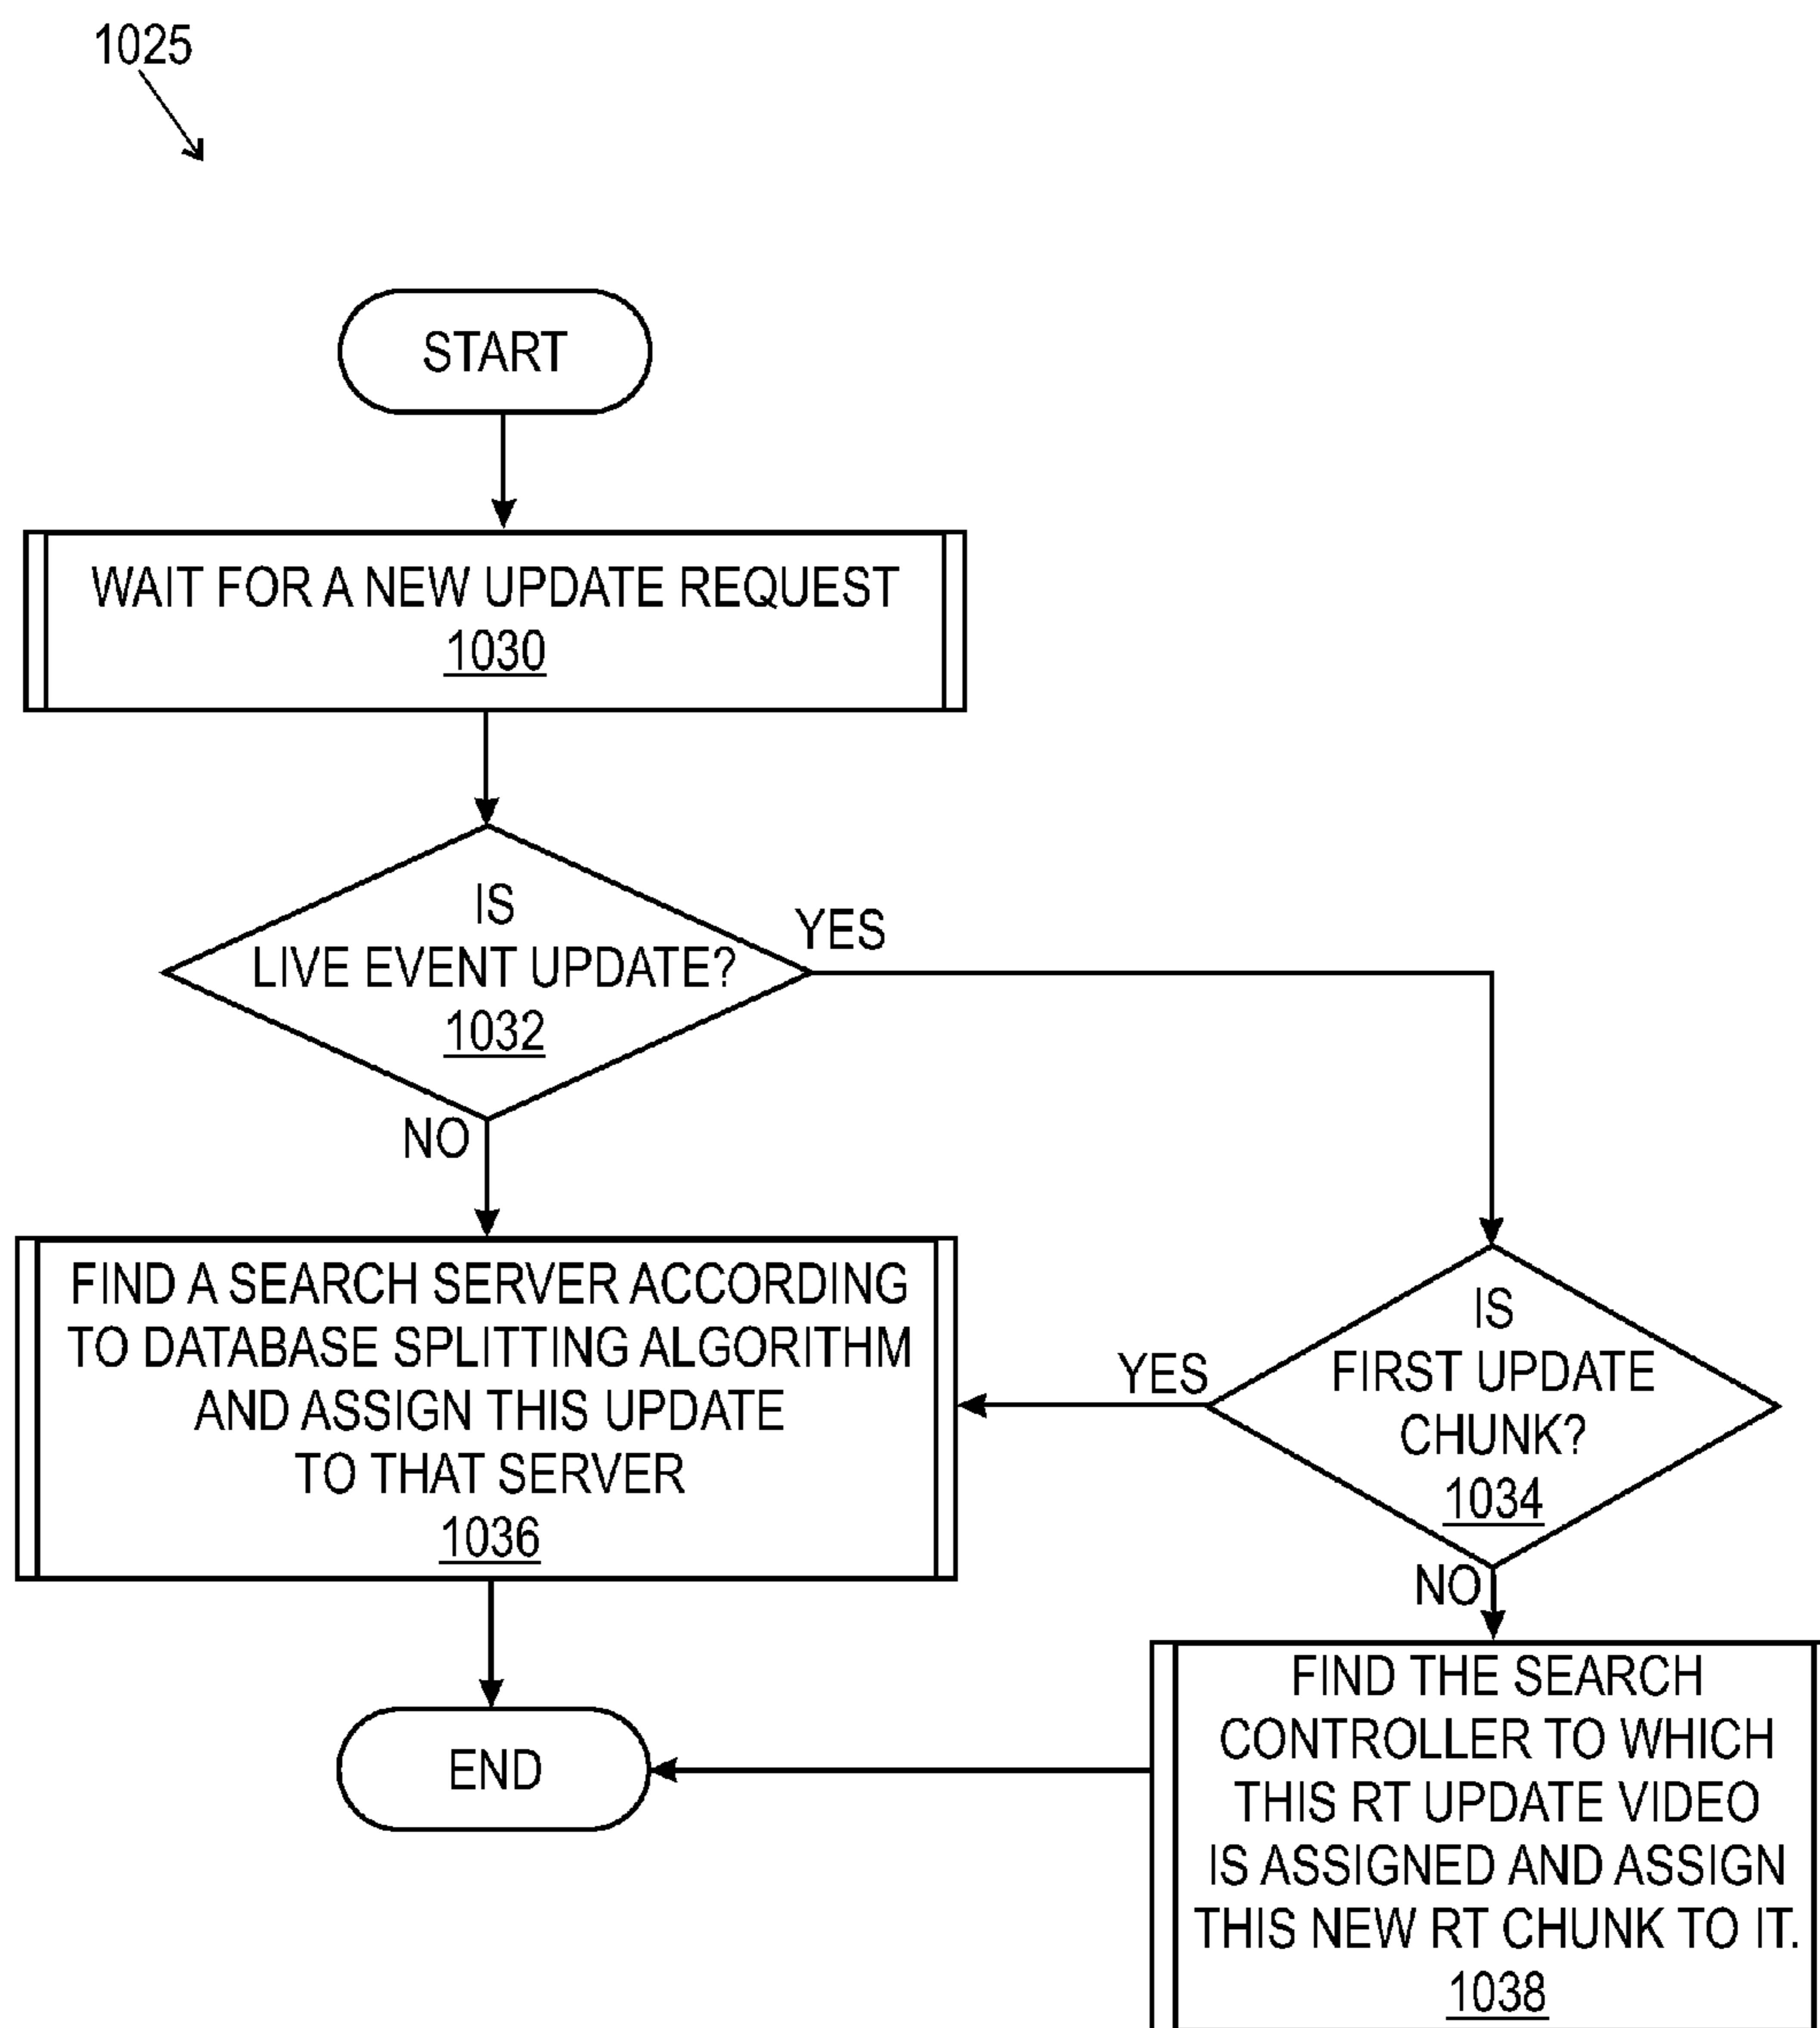 1025
START
WAIT FOR A NEW UPDATE REQUEST
1030
IS
LIVE EVENT UPDATE?
1032
YES
NO
FIND A SEARCH SERVER ACCORDING
TO DATABASE SPLITTING ALGORITHM
AND ASSIGN THIS UPDATE
TO THAT SERVER
1036
YES
IS
FIRST UPDATE
CHUNK?
1034
NO
FIND THE SEARCH
CONTROLLER TO WHICH
THIS RT UPDATE VIDEO
IS ASSIGNED AND ASSIGN
THIS NEW RT CHUNK TO IT.
1038
END